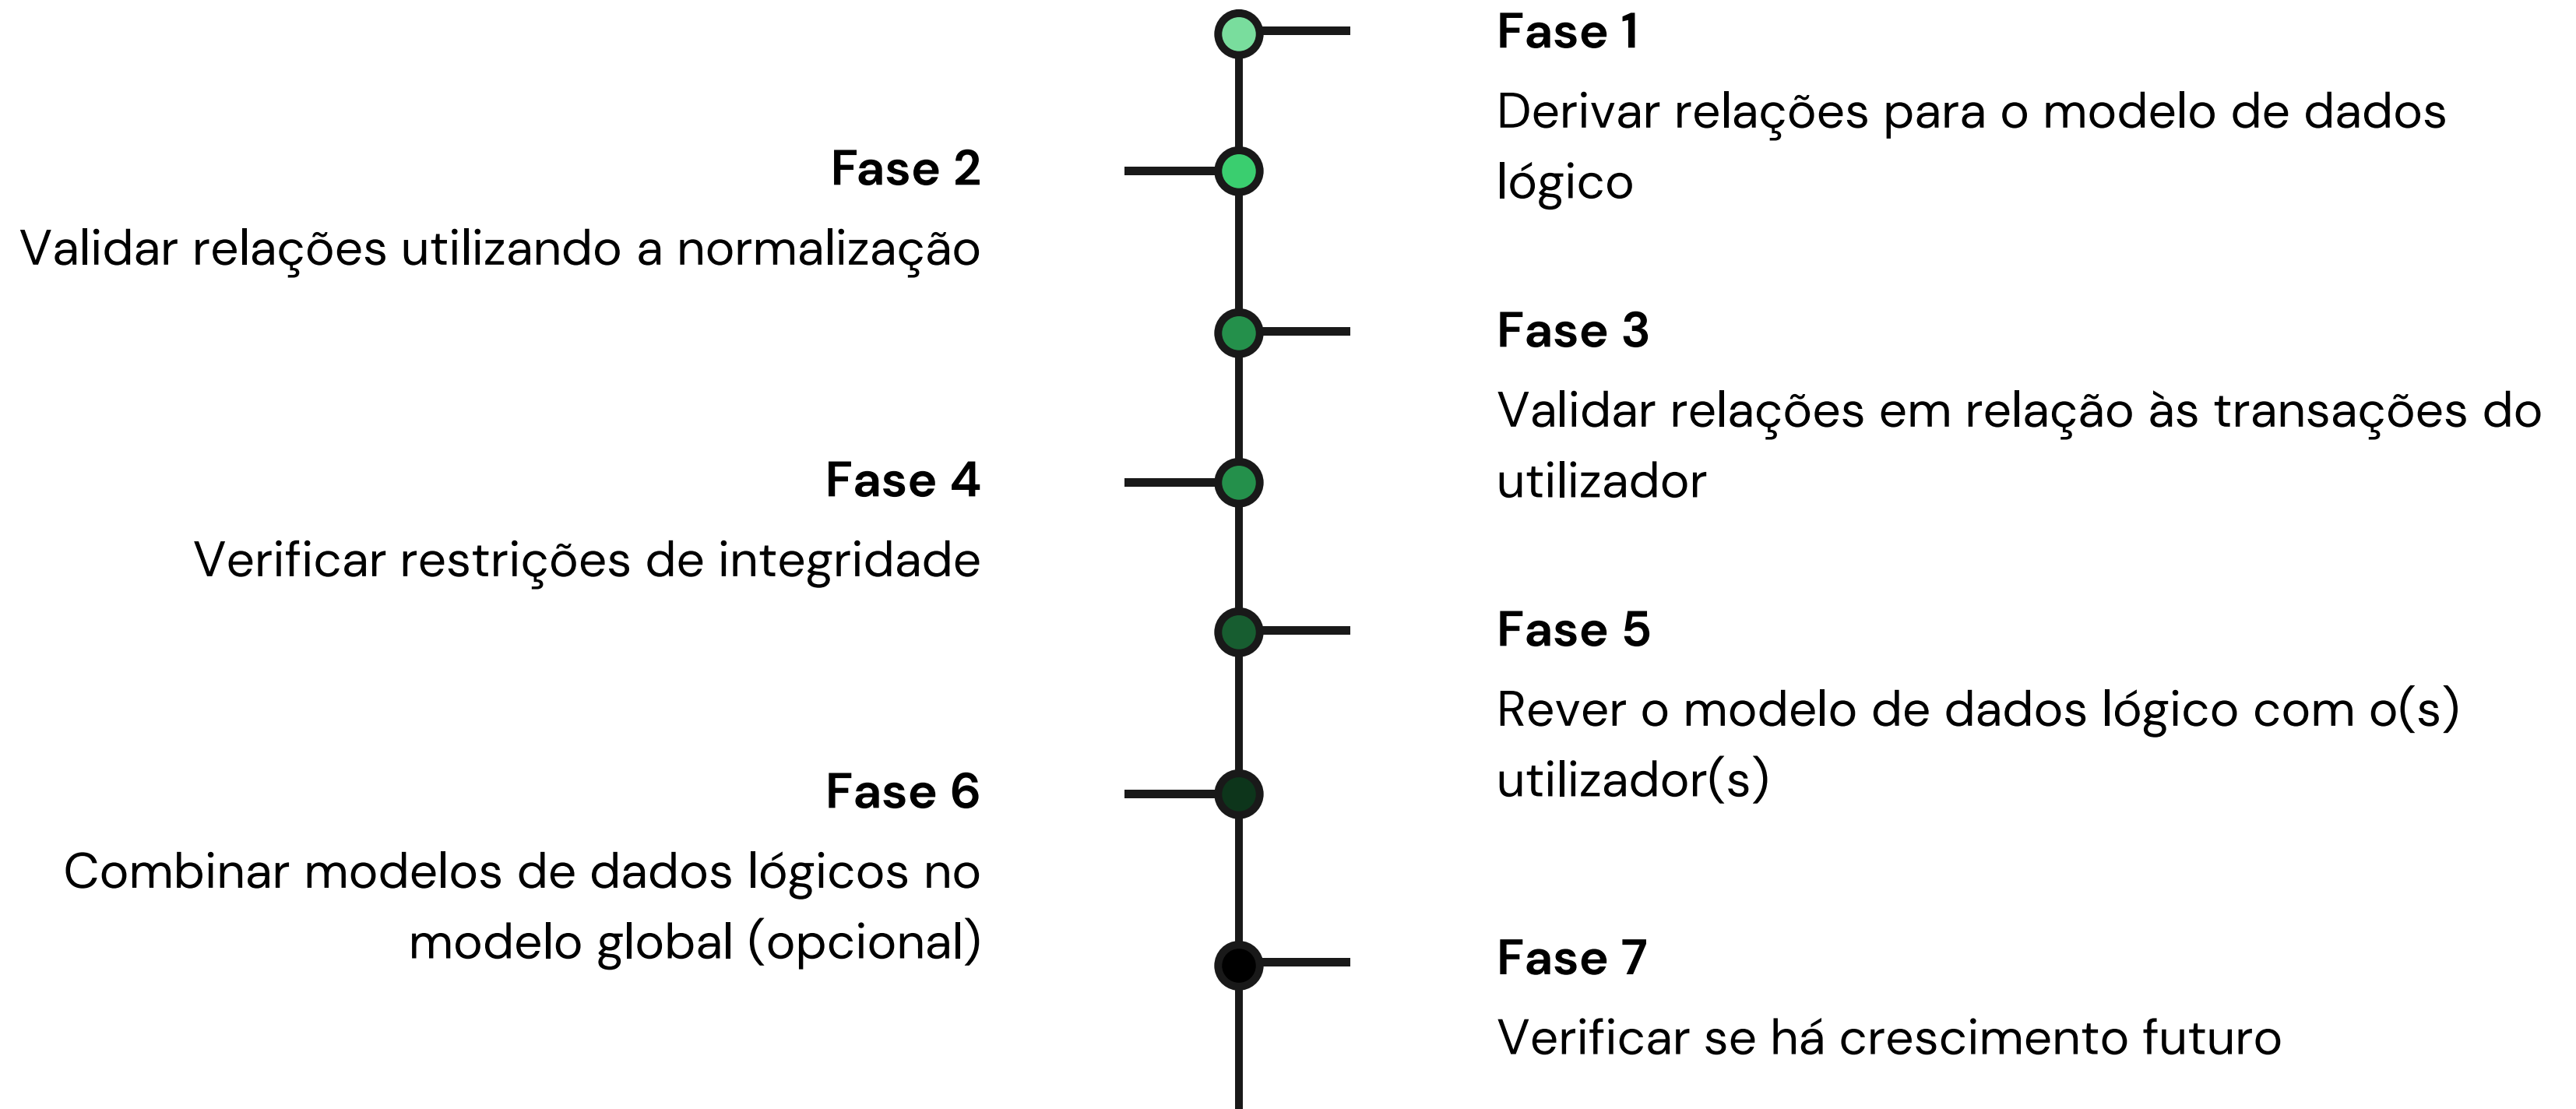 Fase 1
Derivar relações para o modelo de dados
lógico
Fase 2
Validar relações utilizando a normalização
Fase 3
Validar relações em relação às transações do
utilizador
Fase 4
Verificar restrições de integridade
Fase 5
Rever o modelo de dados lógico com o(s)
utilizador(s)
Fase 6
Combinar modelos de dados lógicos no
modelo global (opcional)
Fase 7
Verificar se há crescimento futuro